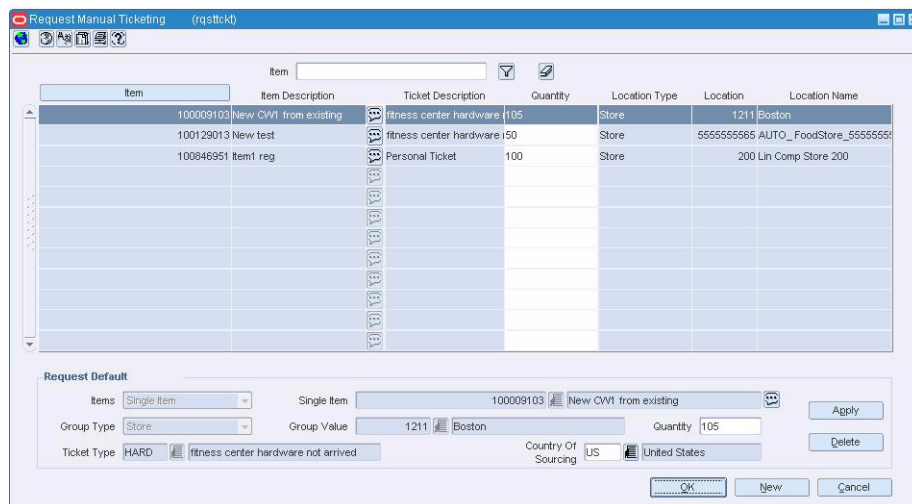 Request Manual Ticketing (rqsttckt)
Item
Item Item Description Ticket Description Quantity Location Type Location Location Name
100009103 New CW1 from existing fitness center hardware 105 Store 1211 Boston
100129013 New test fitness center hardware 50 Store 5555555565 AUTO_FoodStore_55555555
100846951 Item1 reg Personal Ticket 100 Store 200 Lin Comp Store 200
Request Default
Items Single Item Single Item 100009103 New CW1 from existing
Apply
Group Type Store Group Value 1211 Boston Quantity 105
Delete
Ticket Type HARD fitness center hardware not arrived Country Of Sourcing US United States
OK New Cancel